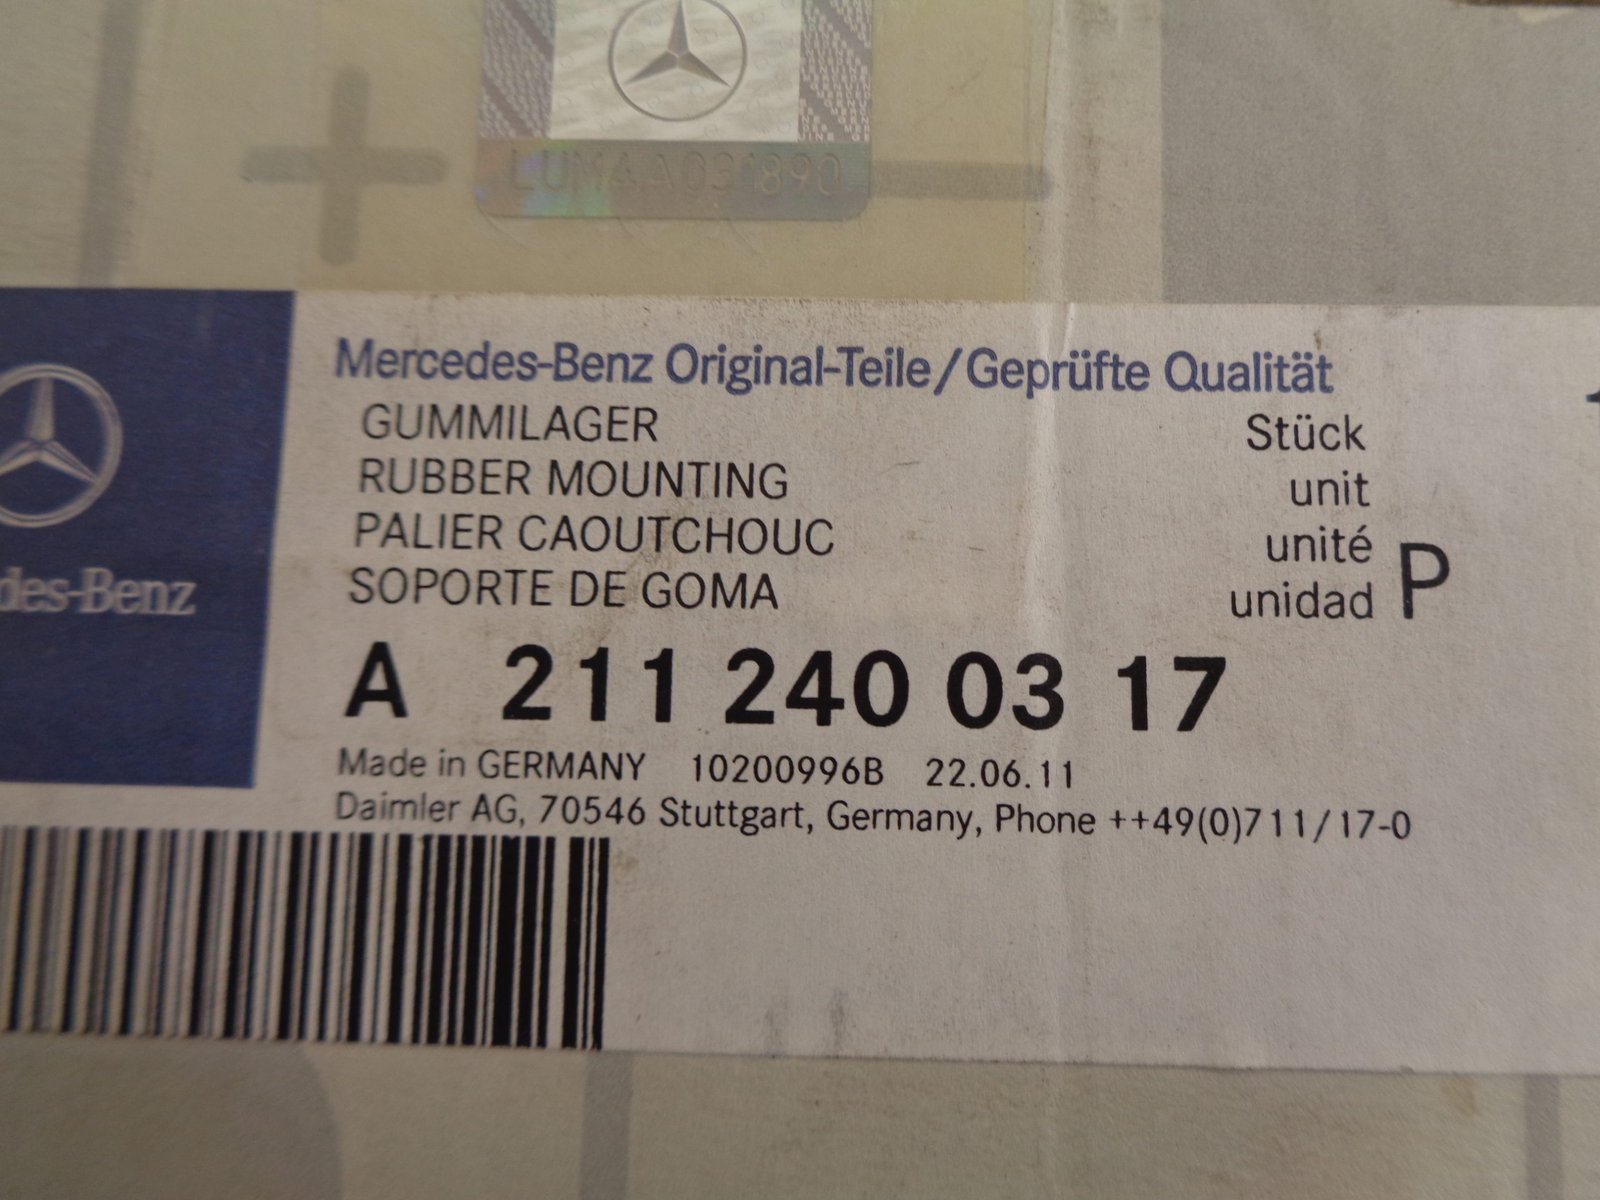 LUMAA031890
Mercedes-Benz Original-Teile/Geprüfte Qualität
GUMMILAGER Stück
RUBBER MOUNTING unit
PALIER CAOUTCHOUC unité
SOPORTE DE GOMA unidad P
des-Benz
A 211 240 03 17
Made in GERMANY 10200996B 22.06.11
Daimler AG, 70546 Stuttgart, Germany, Phone ++49(0)711/17-0